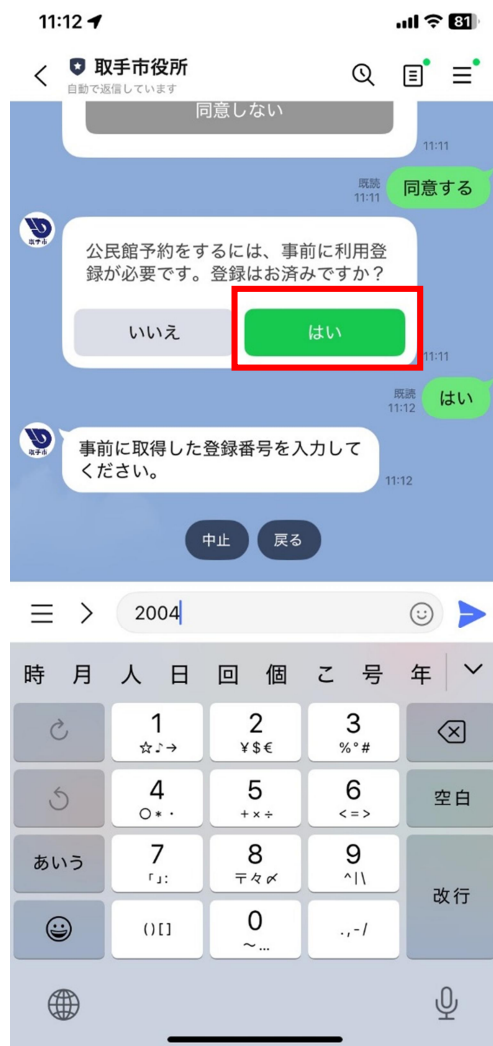 11:12
81
取手市役所
自動で返信しています
同意しない
11:11
既読
11:11
同意する
取手市
公民館予約をするには、事前に利用登
録が必要です。登録はお済みですか？
いいえ
はい
11:11
既読
11:12
はい
取手市
事前に取得した登録番号を入力して
ください。
11:12
中止
戻る
2004
時 月 人 日 回 個 こ 号 年
1
☆♪→
2
¥$€
3
%°#
4
○*・
5
+×÷
6
<=>
空白
あいう
7
「」:
8
〒々〆
9
^|\
改行
()[]
0
〜…
.,-/